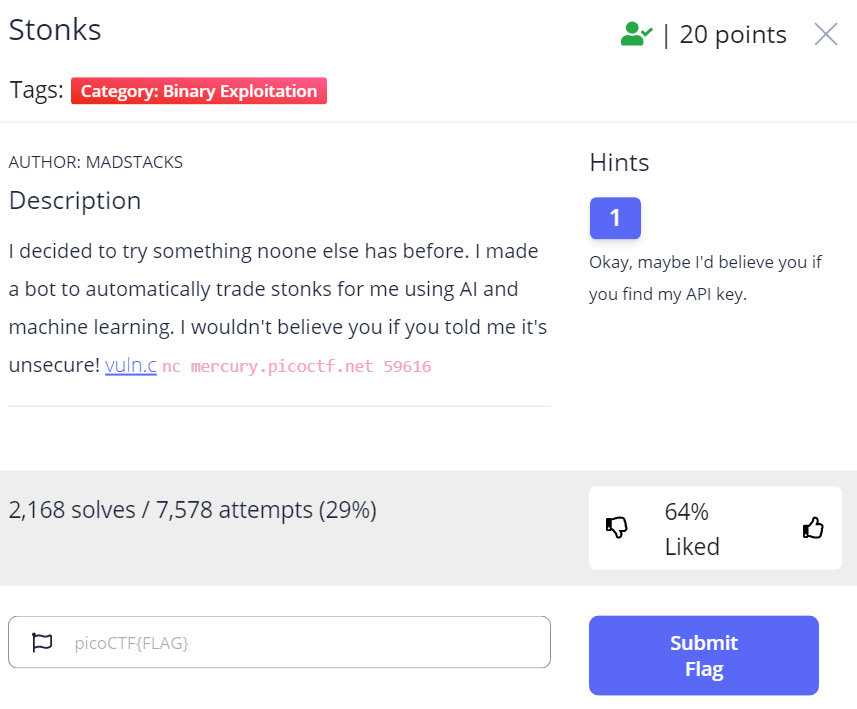 Stonks
| 20 points
Tags: Category: Binary Exploitation
AUTHOR: MADSTACKS
Description
I decided to try something noone else has before. I made
a bot to automatically trade stonks for me using AI and
machine learning. I wouldn't believe you if you told me it's
unsecure! vuln.c nc mercury.picoctf.net 59616
Hints
1
Okay, maybe I'd believe you if
you find my API key.
2,168 solves / 7,578 attempts (29%)
64%
Liked
picoCTF{FLAG}
Submit
Flag